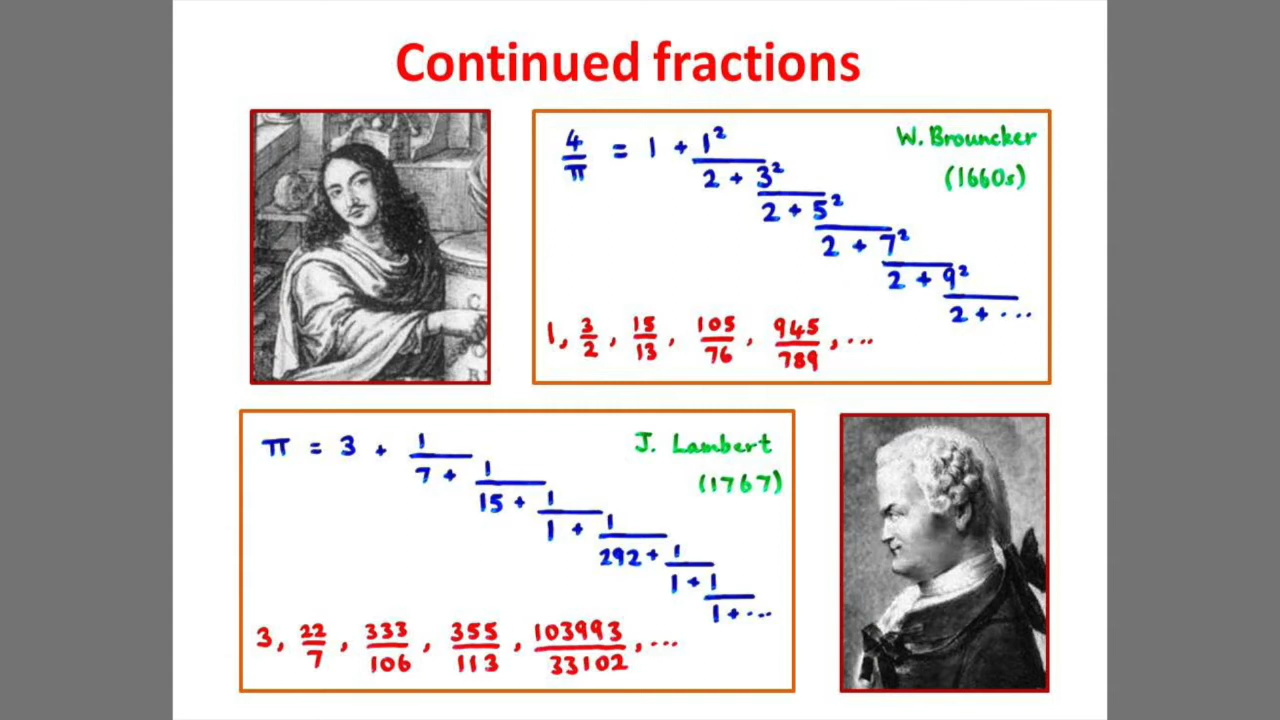 Continued fractions
4/π = 1 + 1²
2 + 3²
2 + 5²
2 + 7²
2 + 9²
2 + ...
W. Brouncker
(1660s)
1, 3/2, 15/13, 105/76, 945/789, ...
π = 3 + 1
7 + 1
15 + 1
1 + 1
292 + 1
1 + 1
1 + ...
J. Lambert
(1767)
3, 22/7, 333/106, 355/113, 103993/33102, ...